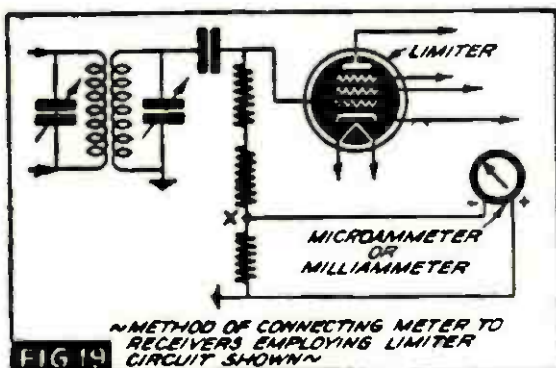 LIMITER
X
- +
MICROAMMETER
OR
MILLIAMMETER
~METHOD OF CONNECTING METER TO
RECEIVERS EMPLOYING LIMITER
CIRCUIT SHOWN~
FIG 19